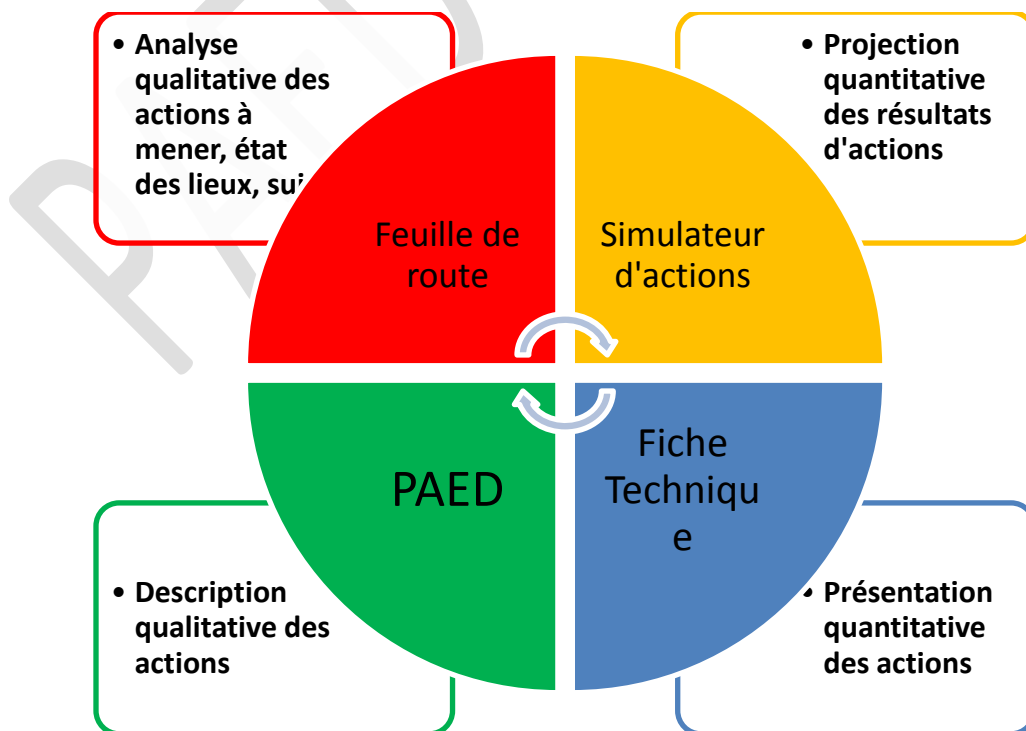 • Analyse
qualitative des
actions à
mener, état
des lieux,
• Projection
quantitative
des résultats
d'actions
Feuille de
route
Simulateur
d'actions
PAED
Fiche
Techniqu
e
• Description
qualitative des
actions
• Présentation
quantitative
des actions